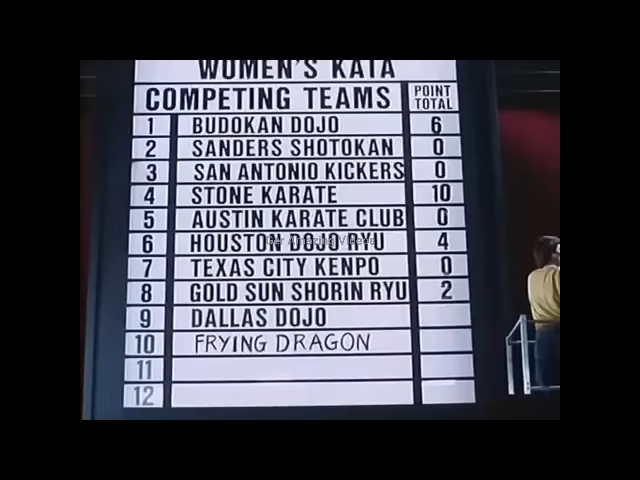 WOMEN'S KATA
COMPETING TEAMS POINT TOTAL
1 BUDOKAN DOJO 6
2 SANDERS SHOTOKAN 0
3 SAN ANTONIO KICKERS 0
4 STONE KARATE 10
5 AUSTIN KARATE CLUB 0
6 HOUSTON DOJO RYU 4
7 TEXAS CITY KENPO 0
8 GOLD SUN SHORIN RYU 2
9 DALLAS DOJO
10 FRYING DRAGON
11
12